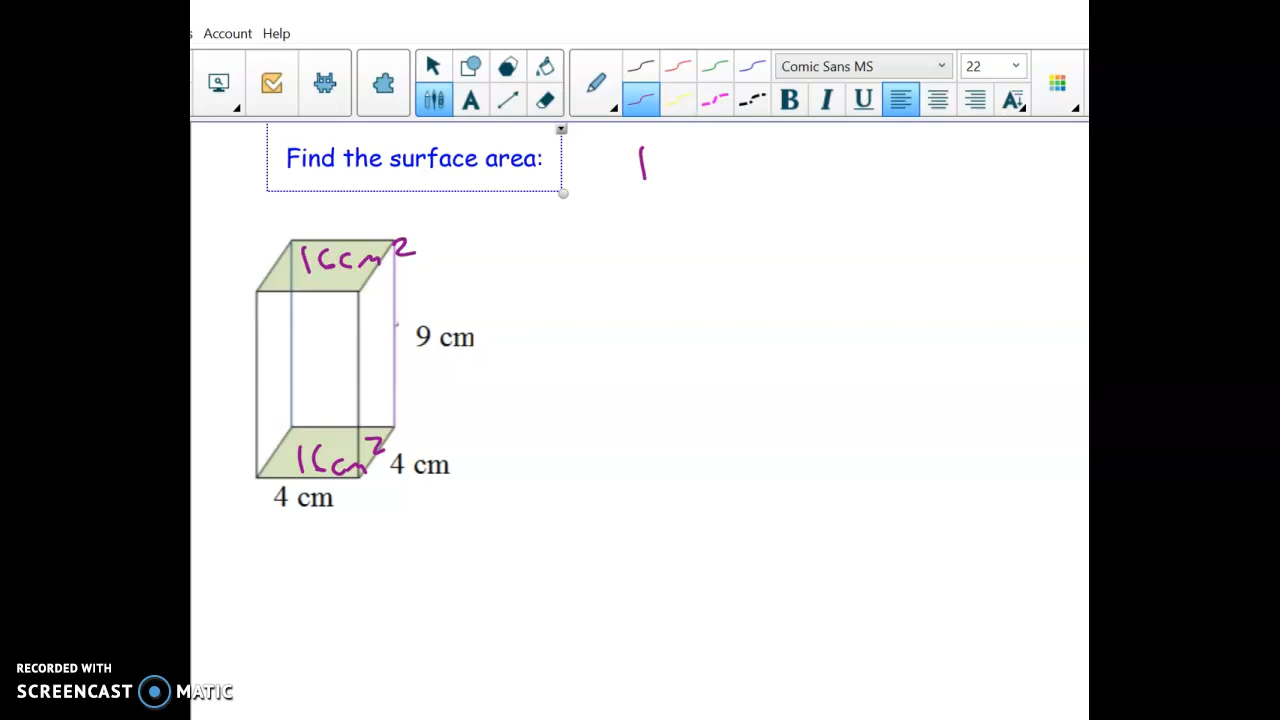 Account Help
Comic Sans MS 22
B I U A
Find the surface area: 1
16cm²
9 cm
16cm²
4 cm
4 cm
RECORDED WITH
SCREENCAST MATIC